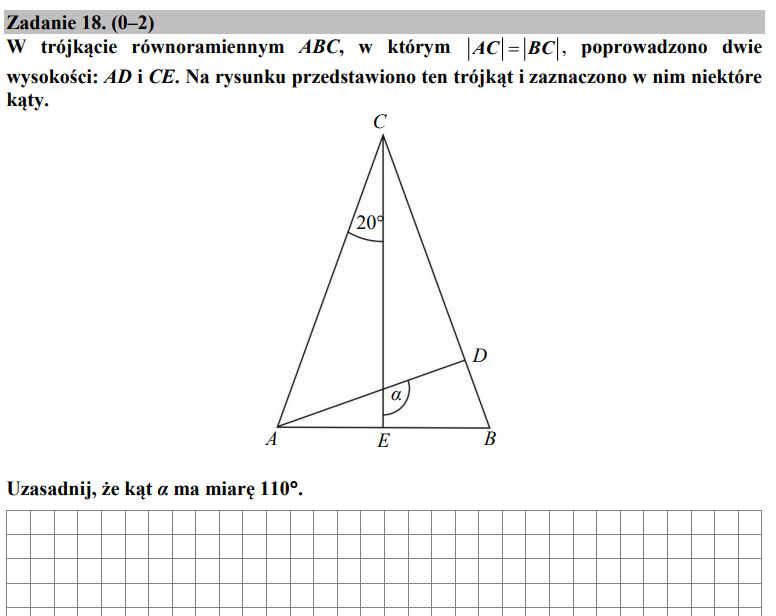 Zadanie 18. (0–2)
W trójkącie równoramiennym ABC, w którym |AC|=|BC|, poprowadzono dwie
wysokości: AD i CE. Na rysunku przedstawiono ten trójkąt i zaznaczono w nim niektóre
kąty.
C
20°
D
α
A
E
B
Uzasadnij, że kąt α ma miarę 110°.